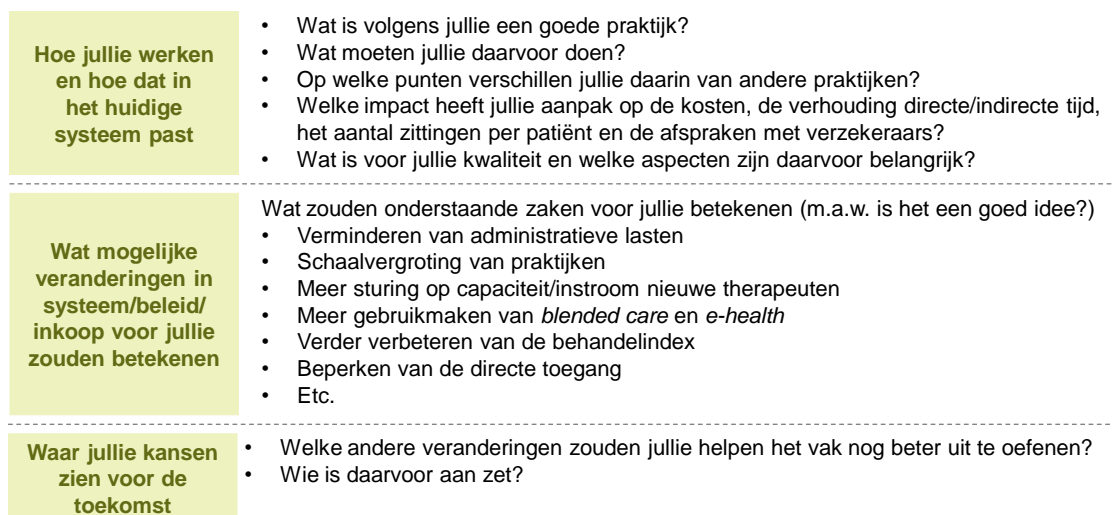 Hoe jullie werken
en hoe dat in
het huidige
systeem past
• Wat is volgens jullie een goede praktijk?
• Wat moeten jullie daarvoor doen?
• Op welke punten verschillen jullie daarin van andere praktijken?
• Welke impact heeft jullie aanpak op de kosten, de verhouding directe/indirecte tijd,
het aantal zittingen per patiënt en de afspraken met verzekeraars?
• Wat is voor jullie kwaliteit en welke aspecten zijn daarvoor belangrijk?
Wat mogelijke
veranderingen in
systeem/beleid/
inkoop voor jullie
zouden betekenen
Wat zouden onderstaande zaken voor jullie betekenen (m.a.w. is het een goed idee?)
• Verminderen van administratieve lasten
• Schaalvergroting van praktijken
• Meer sturing op capaciteit/instroom nieuwe therapeuten
• Meer gebruikmaken van blended care en e-health
• Verder verbeteren van de behandelindex
• Beperken van de directe toegang
• Etc.
Waar jullie kansen
zien voor de
toekomst
• Welke andere veranderingen zouden jullie helpen het vak nog beter uit te oefenen?
• Wie is daarvoor aan zet?